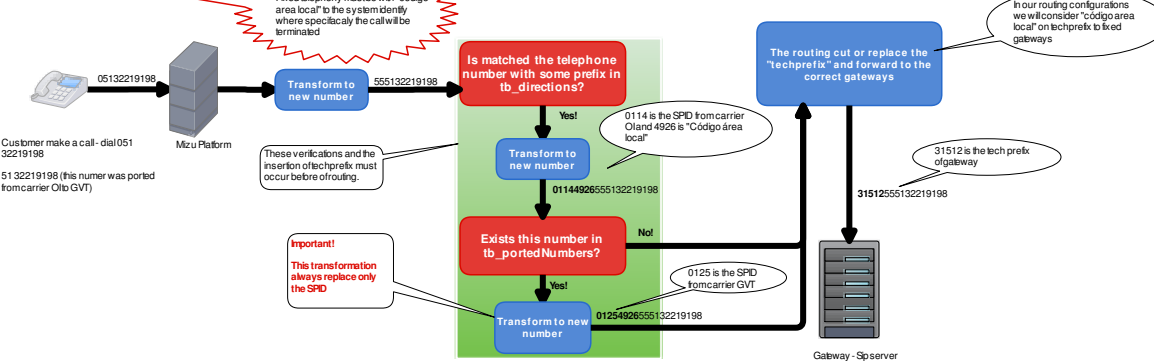 area local" to the system identify
where specifacaly the call will be
terminated
In our routing configurations
we will consider "código area
local" on techprefix to fixed
gateways
Is matched the telephone
number with some prefix in
tb_directions?
The routing cut or replace the
"techprefix" and forward to the
correct gateways
05132219198
Transform to
new number
555132219198
Yes!
0114 is the SPID from carrier
OI and 4926 is "Código área
local"
Mizu Platform
Customer make a call - dial 051
32219198
51 32219198 (this numer was ported
from carrier OI to GVT)
These verifications and the
insertion of techprefix must
occur before of routing.
Transform to
new number
01144926555132219198
31512 is the tech prefix
of gateway
31512555132219198
Important!
This transformation
always replace only
the SPID
Exists this number in
tb_portedNumbers?
No!
Yes!
0125 is the SPID
from carrier GVT
Transform to new
number
01254926555132219198
Gateway - Sip server